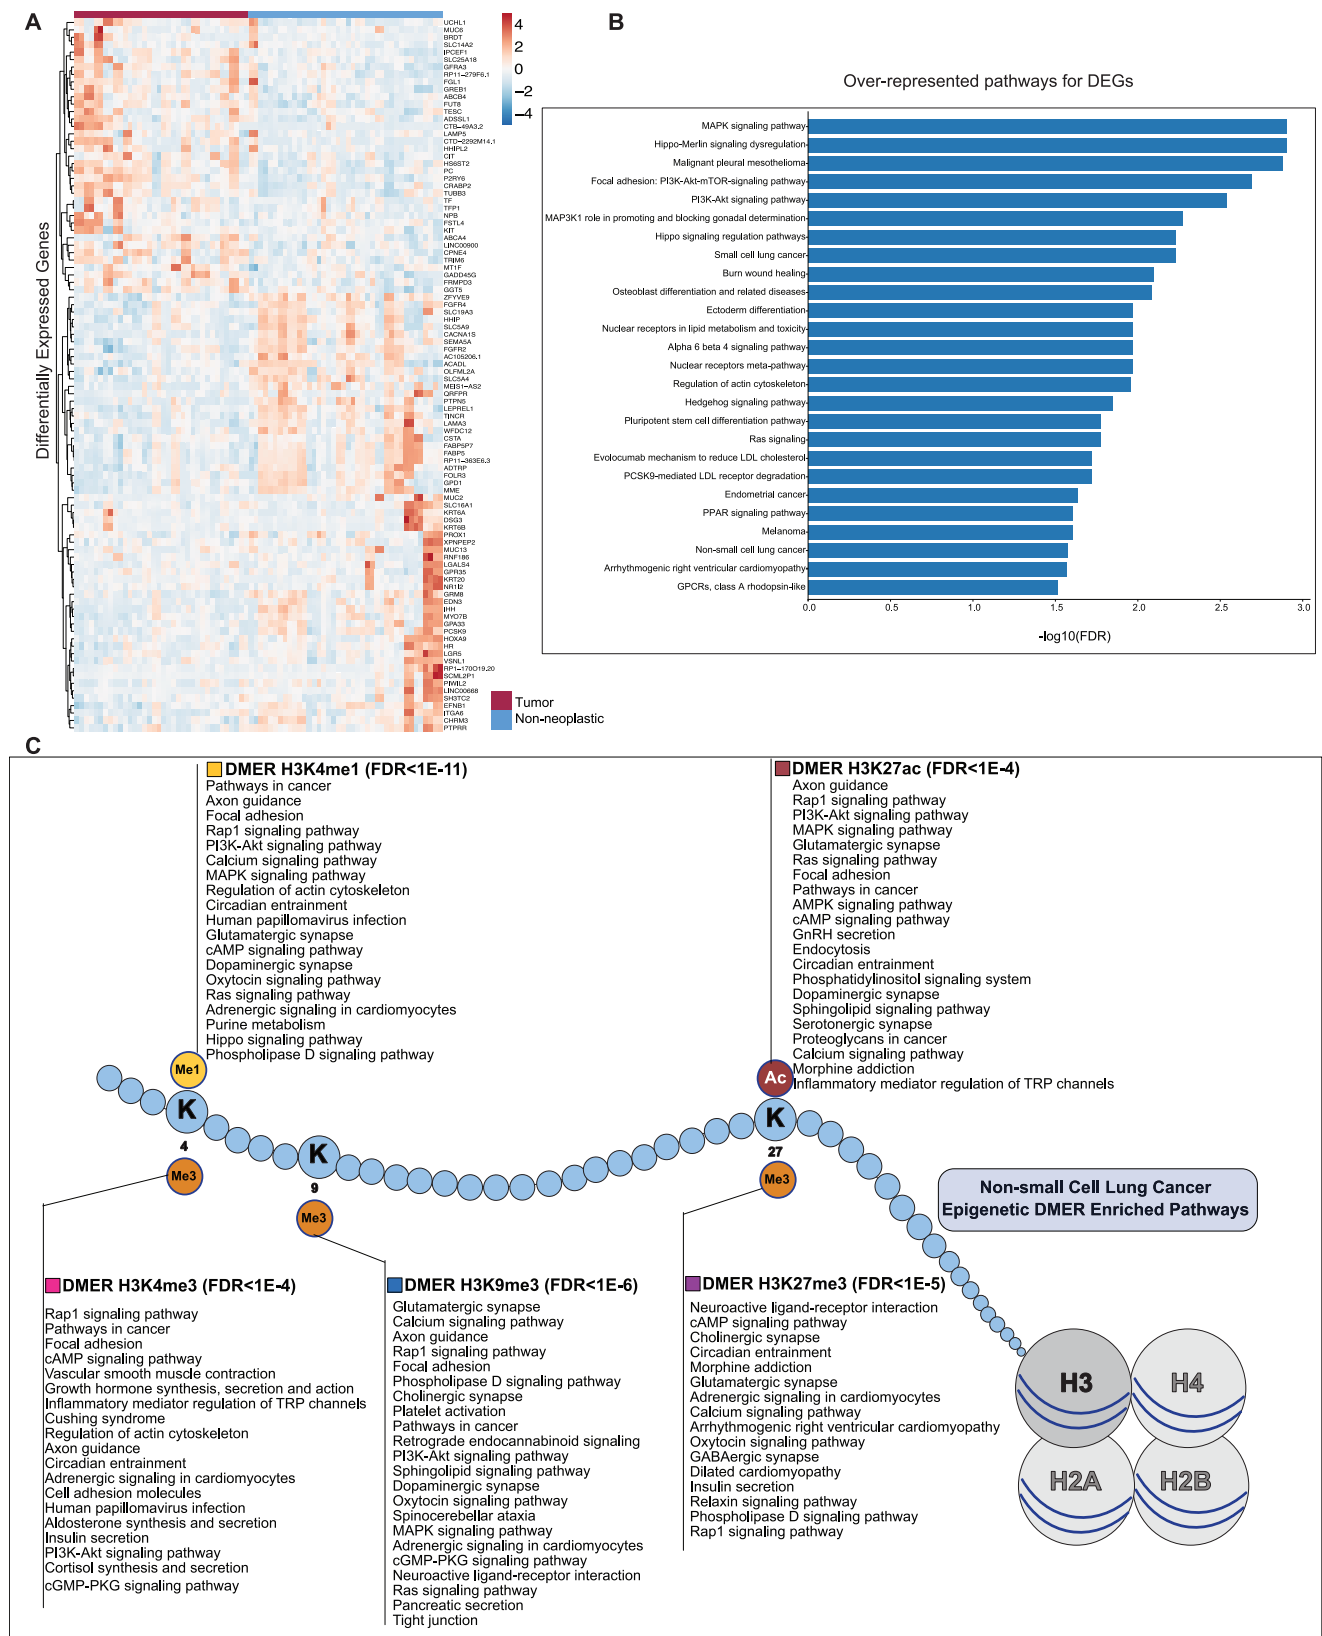 A
Differentially Expressed Genes
UCHL1
MUC6
BRDT
SLC14A2
IPCEF1
SLC25A18
GFRA3
RP11−279F6.1
FGL1
GREB1
ABCB4
FUT8
TESC
ADSSL1
CTB−49A3.2
LAMP5
CTD−2292M14.1
HHIPL2
CIT
HS6ST2
PC
P2RY6
CRABP2
TUBB3
TF
TFP1
NPB
FSTL4
KIT
ABCA4
LINC00900
CPNE4
TRIM6
MT1F
GADD45G
FRMPD3
GGT5
ZFYVE9
FGFR4
SLC19A3
HHIP
SLC5A9
CACNA1S
SEMA5A
FGFR2
AC105206.1
ACADL
OLFML2A
SLC5A4
MEIS1−AS2
QRFPR
PTPN5
LEPREL1
TINCR
LAMA3
WFDC12
CSTA
FABP5P7
FABP5
RP11−363E6.3
ADTRP
FOLR3
GPD1
MME
MUC2
SLC16A1
KRT6A
DSG3
KRT6B
PROX1
XPNPEP2
MUC13
RNF186
LGALS4
GPR35
KRT20
NR1I2
GRM8
EDN3
IHH
MYO7B
GPA33
PCSK9
HOXA9
HR
LGR5
VSNL1
RP1−170O19.20
SCML2P1
PIWIL2
LINC00668
SH3TC2
EFNB1
ITGA6
CHRM3
PTPRR
4
2
0
−2
−4
Tumor
Non-neoplastic
B
Over-represented pathways for DEGs
MAPK signaling pathway
Hippo-Merlin signaling dysregulation
Malignant pleural mesothelioma
Focal adhesion: PI3K-Akt-mTOR-signaling pathway
PI3K-Akt signaling pathway
MAP3K1 role in promoting and blocking gonadal determination
Hippo signaling regulation pathways
Small cell lung cancer
Burn wound healing
Osteoblast differentiation and related diseases
Ectoderm differentiation
Nuclear receptors in lipid metabolism and toxicity
Alpha 6 beta 4 signaling pathway
Nuclear receptors meta-pathway
Regulation of actin cytoskeleton
Hedgehog signaling pathway
Pluripotent stem cell differentiation pathway
Ras signaling
Evolocumab mechanism to reduce LDL cholesterol
PCSK9-mediated LDL receptor degradation
Endometrial cancer
PPAR signaling pathway
Melanoma
Non-small cell lung cancer
Arrhythmogenic right ventricular cardiomyopathy
GPCRs, class A rhodopsin-like
0.0 0.5 1.0 1.5 2.0 2.5 3.0
-log10(FDR)
C
DMER H3K4me1 (FDR<1E-11)
Pathways in cancer
Axon guidance
Focal adhesion
Rap1 signaling pathway
PI3K-Akt signaling pathway
Calcium signaling pathway
MAPK signaling pathway
Regulation of actin cytoskeleton
Circadian entrainment
Human papillomavirus infection
Glutamatergic synapse
cAMP signaling pathway
Dopaminergic synapse
Oxytocin signaling pathway
Ras signaling pathway
Adrenergic signaling in cardiomyocytes
Purine metabolism
Hippo signaling pathway
Phospholipase D signaling pathway
DMER H3K27ac (FDR<1E-4)
Axon guidance
Rap1 signaling pathway
PI3K-Akt signaling pathway
MAPK signaling pathway
Glutamatergic synapse
Ras signaling pathway
Focal adhesion
Pathways in cancer
AMPK signaling pathway
cAMP signaling pathway
GnRH secretion
Endocytosis
Circadian entrainment
Phosphatidylinositol signaling system
Dopaminergic synapse
Sphingolipid signaling pathway
Serotonergic synapse
Proteoglycans in cancer
Calcium signaling pathway
Morphine addiction
Inflammatory mediator regulation of TRP channels
Me1
K
4
Me3
K
9
Me3
Ac
K
27
Me3
Non-small Cell Lung Cancer
Epigenetic DMER Enriched Pathways
DMER H3K4me3 (FDR<1E-4)
Rap1 signaling pathway
Pathways in cancer
Focal adhesion
cAMP signaling pathway
Vascular smooth muscle contraction
Growth hormone synthesis, secretion and action
Inflammatory mediator regulation of TRP channels
Cushing syndrome
Regulation of actin cytoskeleton
Axon guidance
Circadian entrainment
Adrenergic signaling in cardiomyocytes
Cell adhesion molecules
Human papillomavirus infection
Aldosterone synthesis and secretion
Insulin secretion
PI3K-Akt signaling pathway
Cortisol synthesis and secretion
cGMP-PKG signaling pathway
DMER H3K9me3 (FDR<1E-6)
Glutamatergic synapse
Calcium signaling pathway
Axon guidance
Rap1 signaling pathway
Focal adhesion
Phospholipase D signaling pathway
Cholinergic synapse
Platelet activation
Pathways in cancer
Retrograde endocannabinoid signaling
PI3K-Akt signaling pathway
Sphingolipid signaling pathway
Dopaminergic synapse
Oxytocin signaling pathway
Spinocerebellar ataxia
MAPK signaling pathway
Adrenergic signaling in cardiomyocytes
cGMP-PKG signaling pathway
Neuroactive ligand-receptor interaction
Ras signaling pathway
Pancreatic secretion
Tight junction
DMER H3K27me3 (FDR<1E-5)
Neuroactive ligand-receptor interaction
cAMP signaling pathway
Cholinergic synapse
Circadian entrainment
Morphine addiction
Glutamatergic synapse
Adrenergic signaling in cardiomyocytes
Calcium signaling pathway
Arrhythmogenic right ventricular cardiomyopathy
Oxytocin signaling pathway
GABAergic synapse
Dilated cardiomyopathy
Insulin secretion
Relaxin signaling pathway
Phospholipase D signaling pathway
Rap1 signaling pathway
H3
H4
H2A
H2B